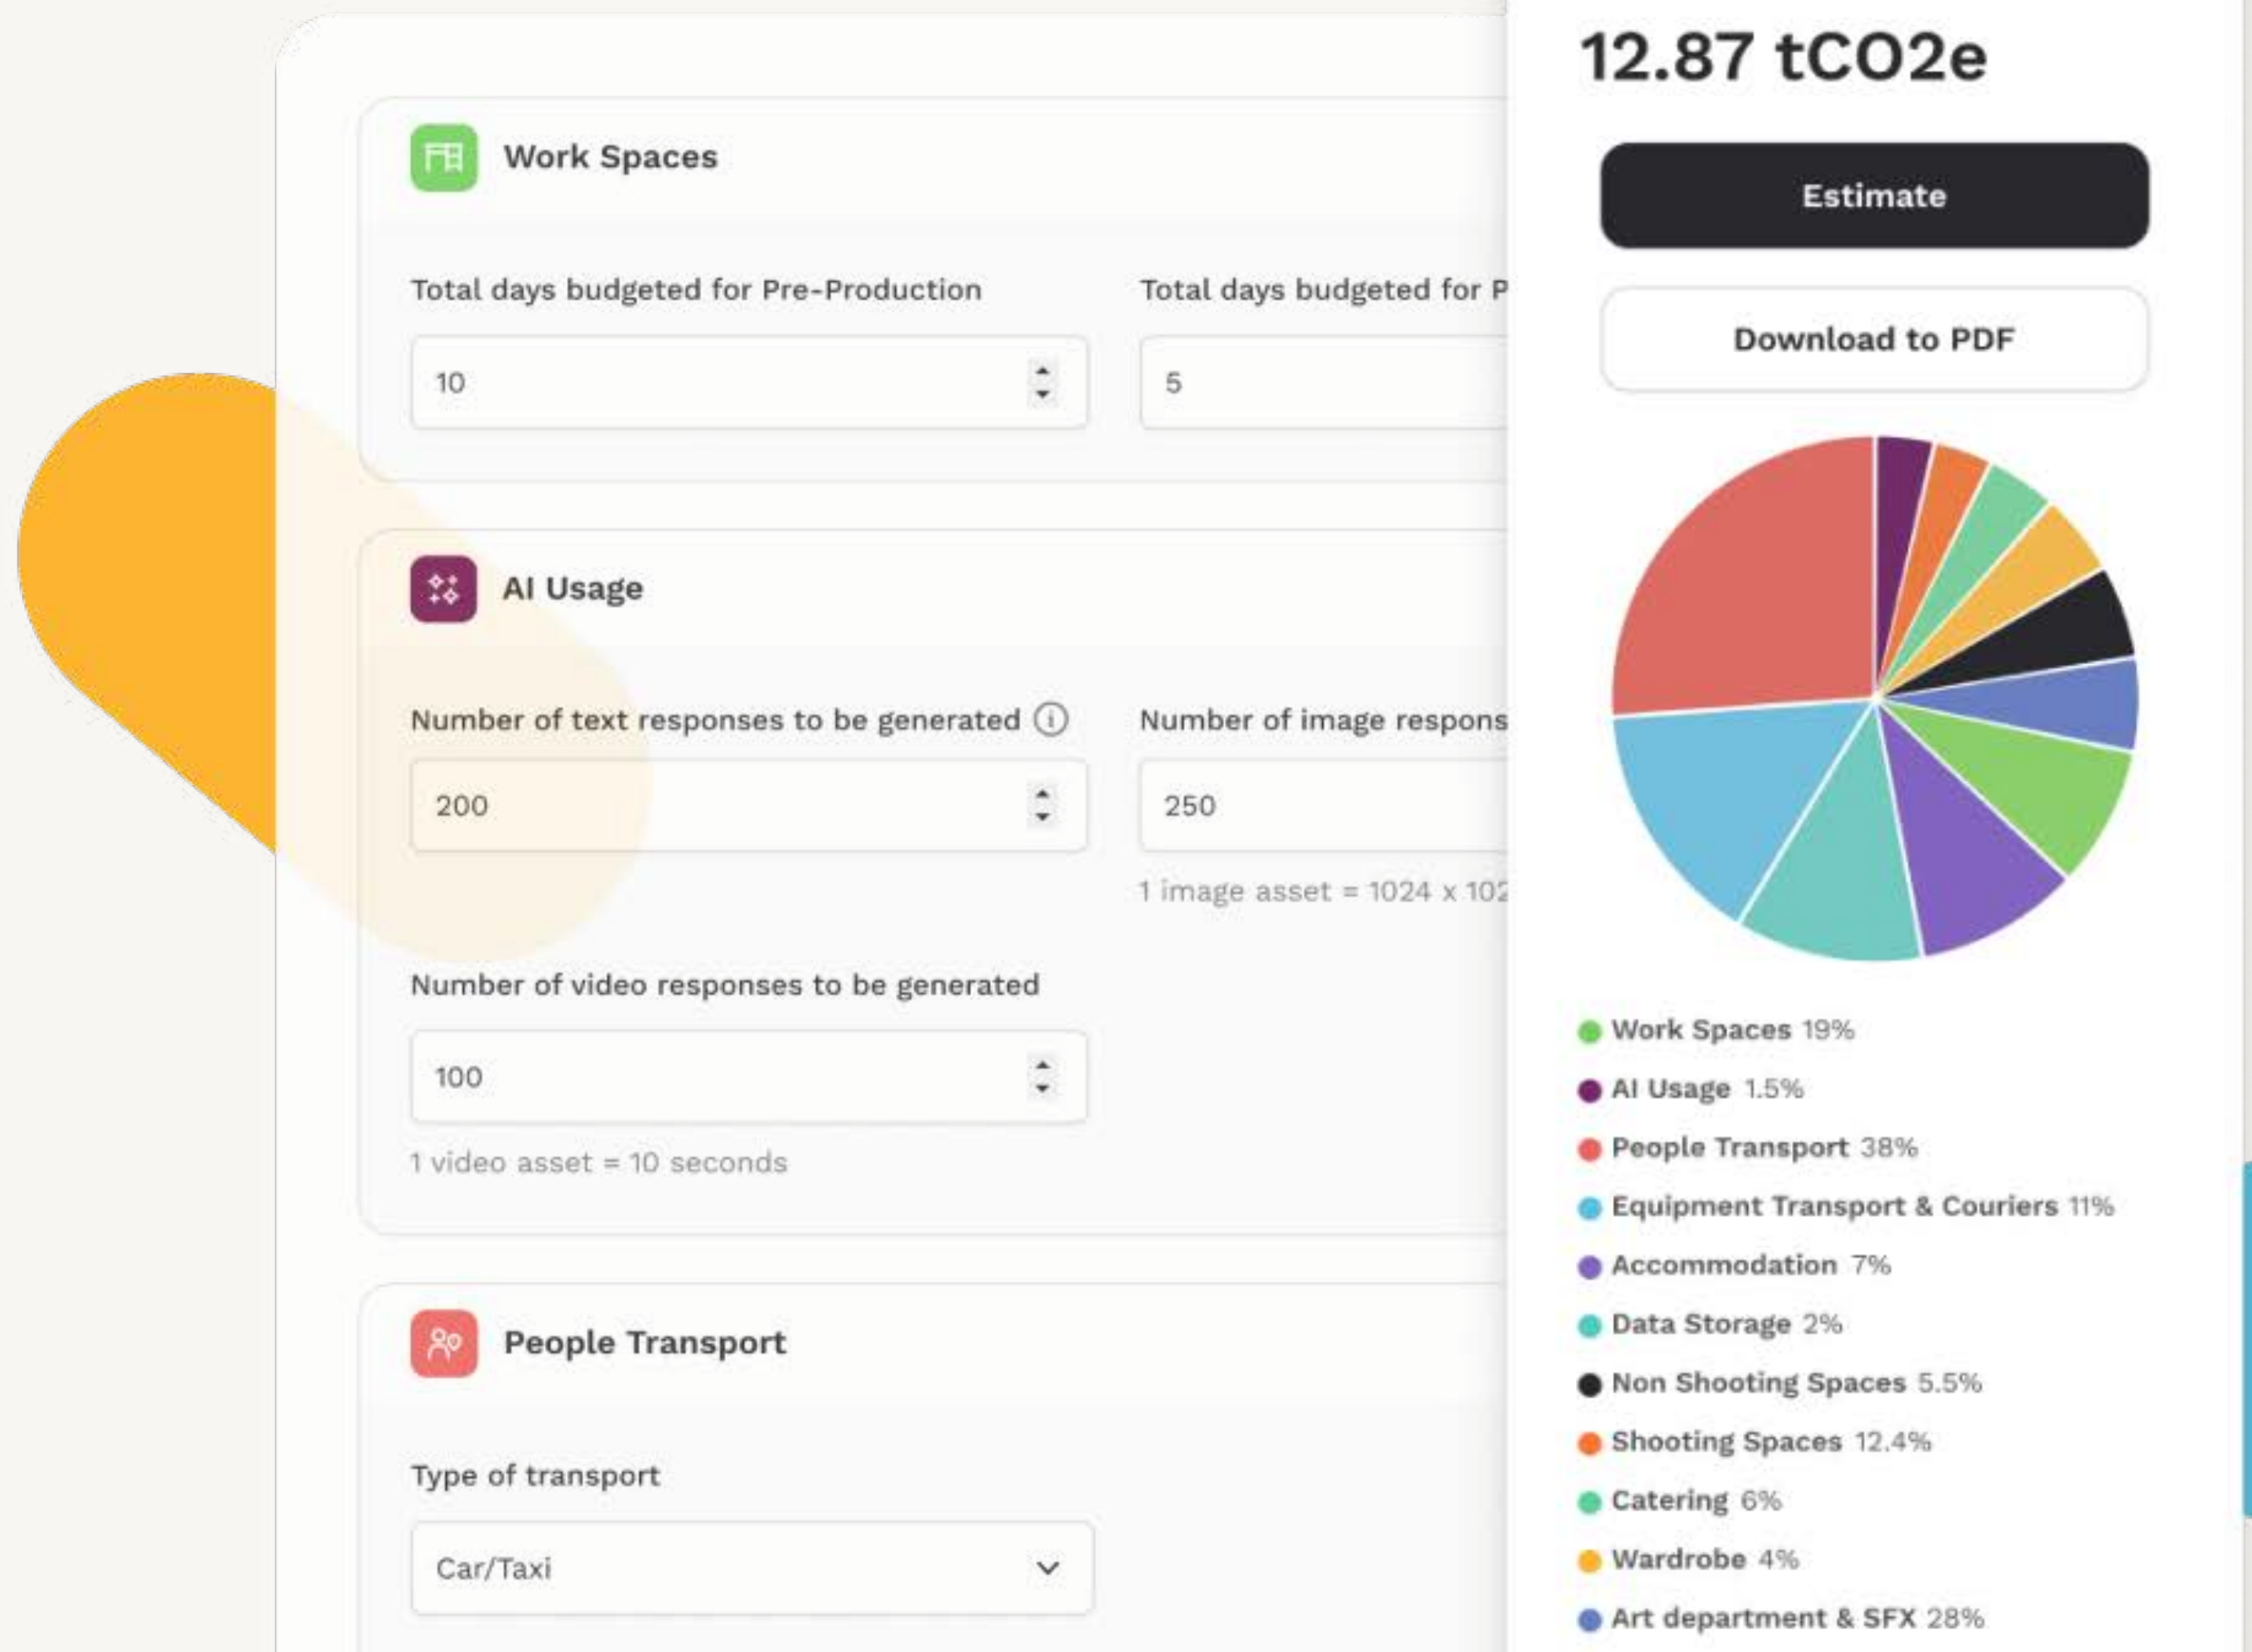 Work Spaces
Total days budgeted for Pre-Production
10
Total days budgeted for P
5
AI Usage
Number of text responses to be generated
200
Number of image respons
250
1 image asset = 1024 x 102
Number of video responses to be generated
100
1 video asset = 10 seconds
People Transport
Type of transport
Car/Taxi
12.87 tCO2e
Estimate
Download to PDF
Work Spaces 19%
AI Usage 1.5%
People Transport 38%
Equipment Transport & Couriers 11%
Accommodation 7%
Data Storage 2%
Non Shooting Spaces 5.5%
Shooting Spaces 12.4%
Catering 6%
Wardrobe 4%
Art department & SFX 28%